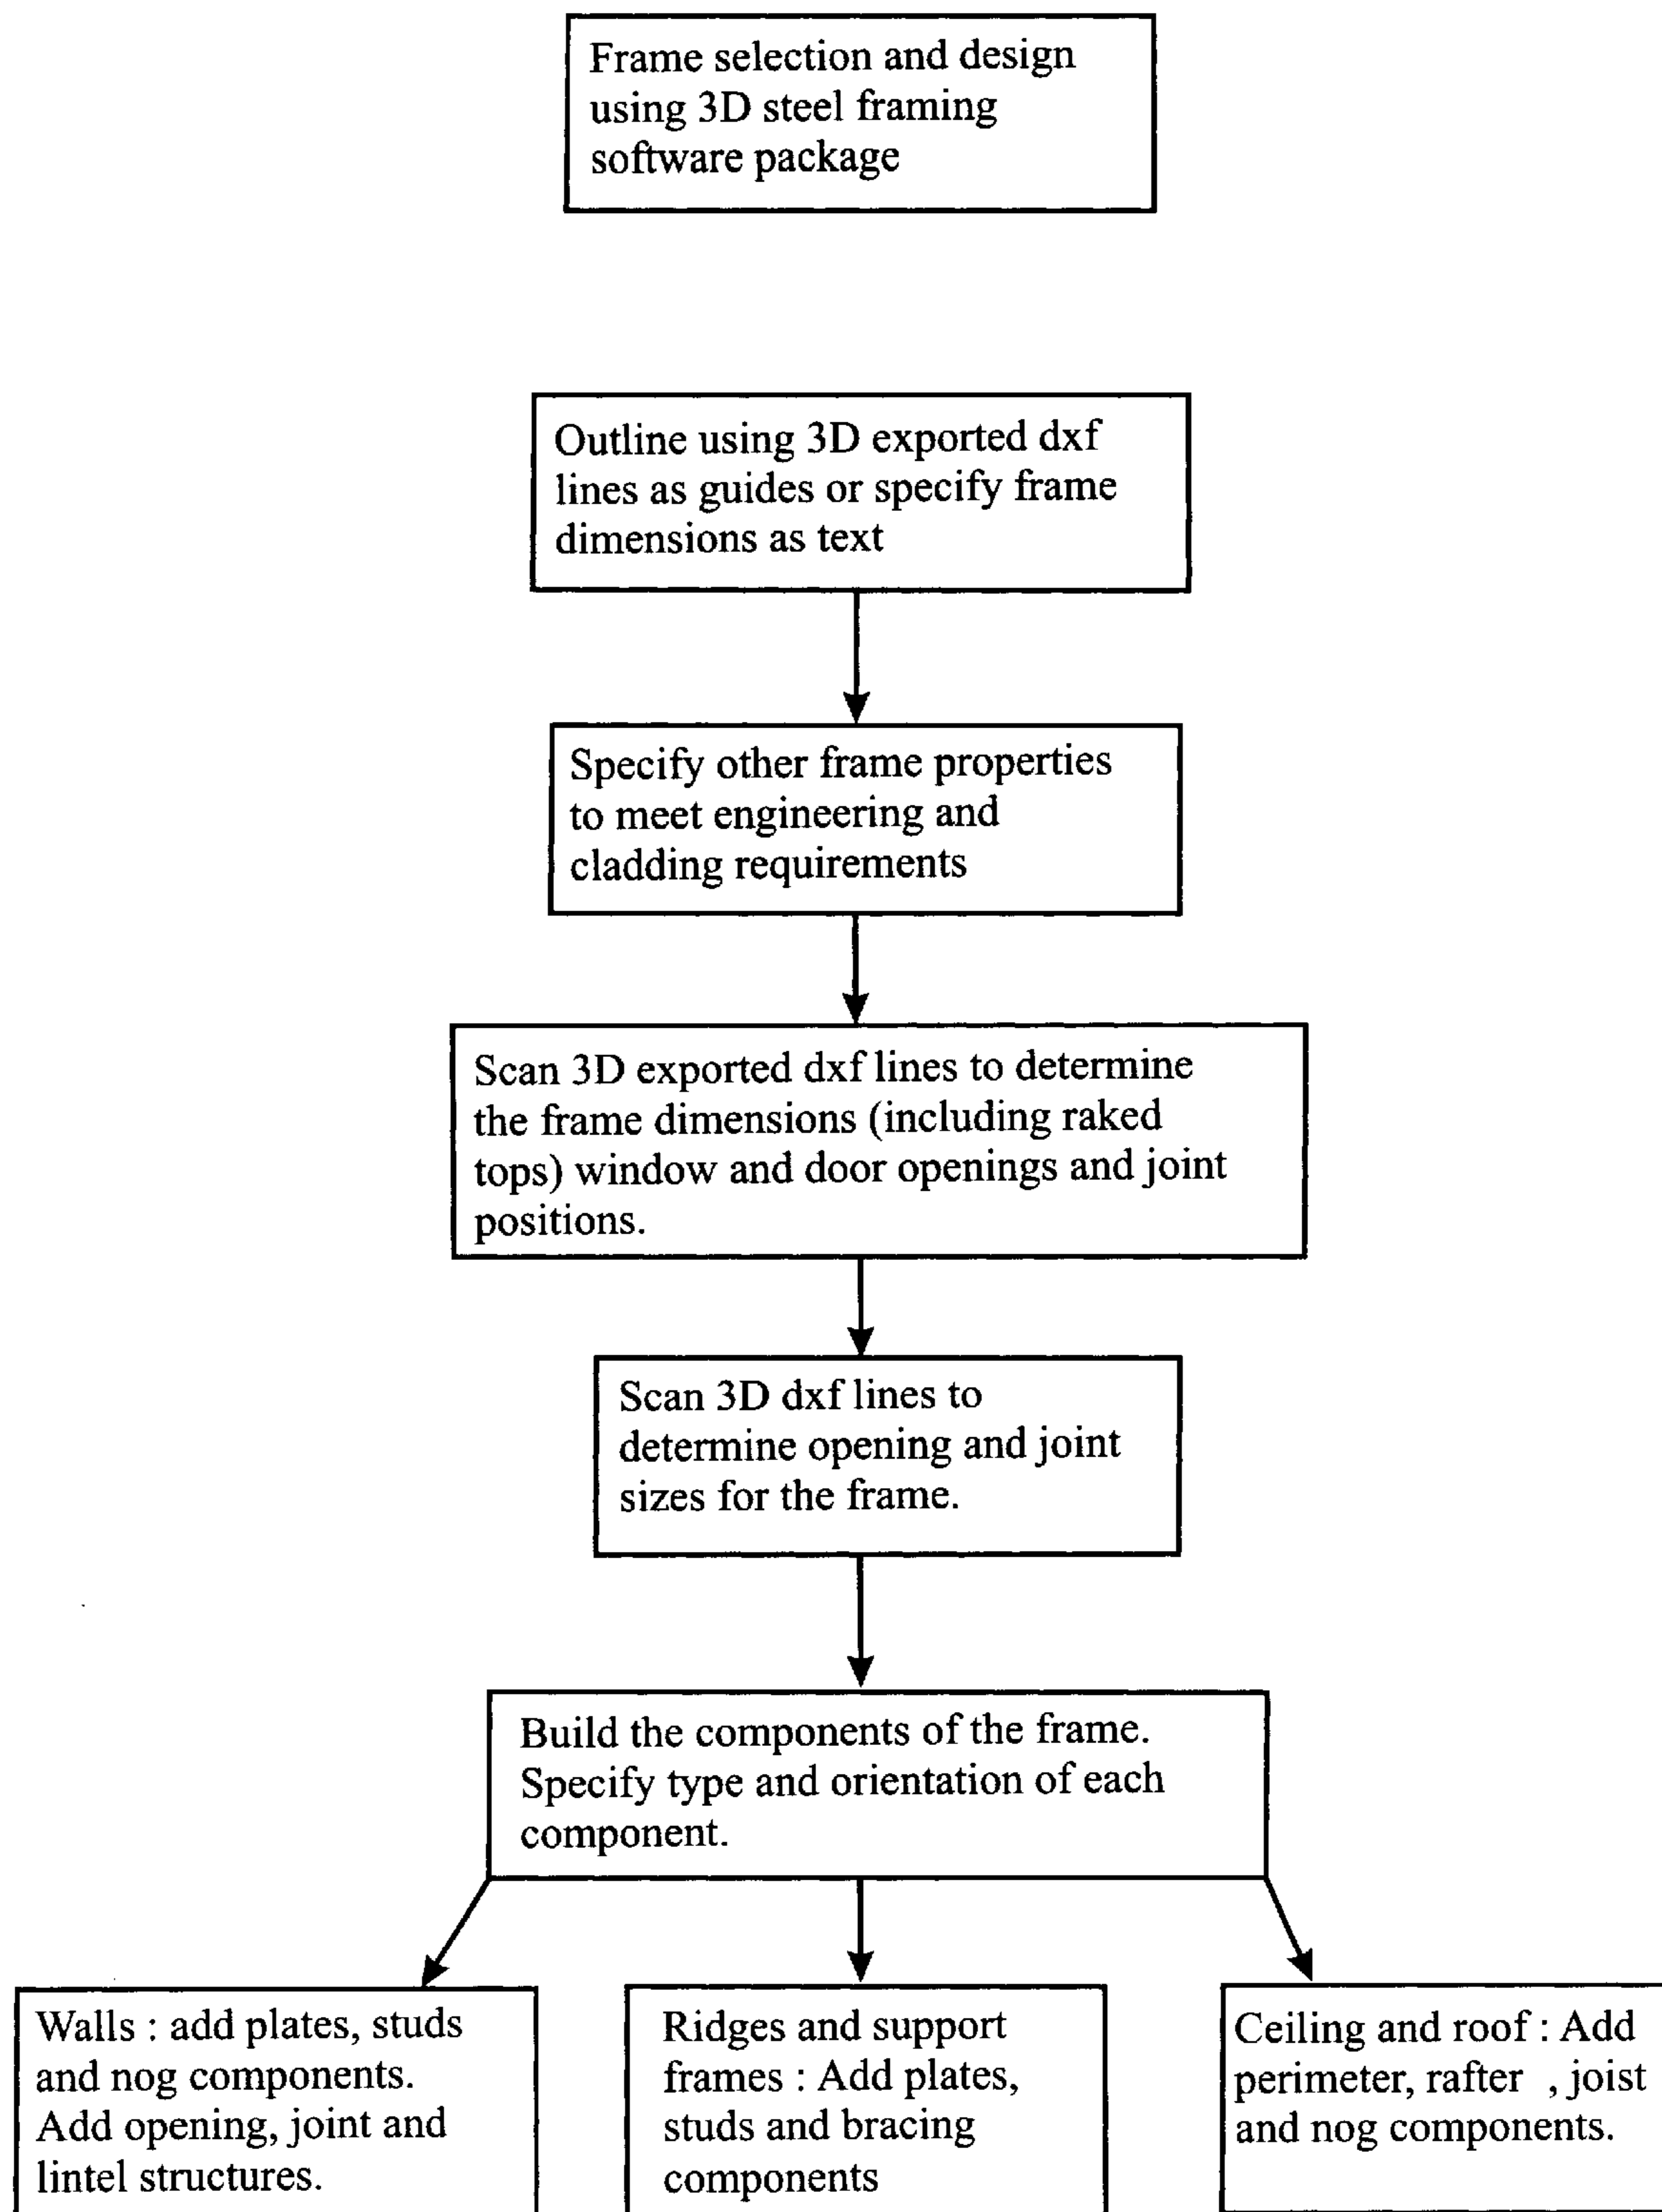 Frame selection and design
using 3D steel framing
software package
Outline using 3D exported dxf
lines as guides or specify frame
dimensions as text
Specify other frame properties
to meet engineering and
cladding requirements
Scan 3D exported dxf lines to determine
the frame dimensions (including raked
tops) window and door openings and joint
positions.
Scan 3D dxf lines to
determine opening and joint
sizes for the frame.
Build the components of the frame.
Specify type and orientation of each
component.
Walls : add plates, studs
and nog components.
Add opening, joint and
lintel structures.
Ridges and support
frames : Add plates,
studs and bracing
components
Ceiling and roof : Add
perimeter, rafter , joist
and nog components.